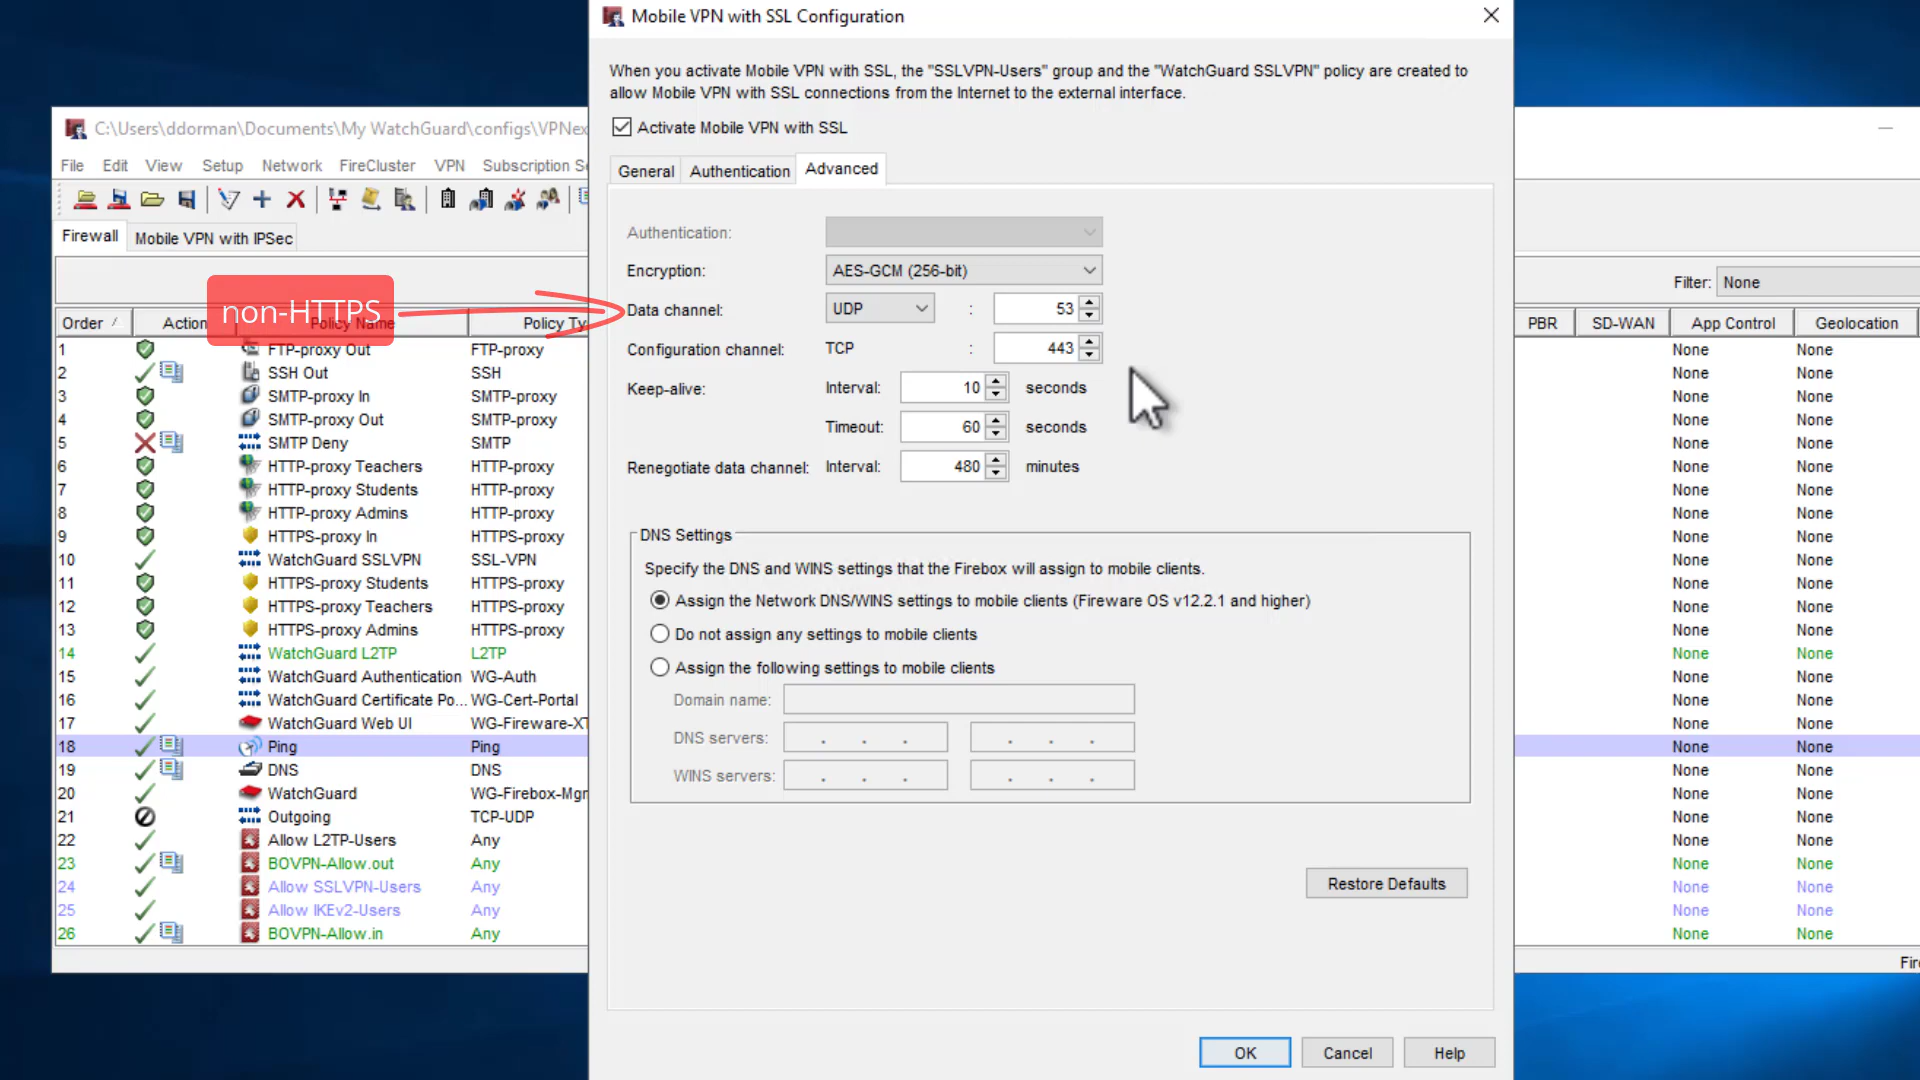 Mobile VPN with SSL Configuration
When you activate Mobile VPN with SSL, the "SSLVPN-Users" group and the "WatchGuard SSLVPN" policy are created to
allow Mobile VPN with SSL connections from the Internet to the external interface.
Activate Mobile VPN with SSL
General Authentication Advanced
Authentication:
Encryption: AES-GCM (256-bit)
Data channel: UDP : 53
Configuration channel: TCP : 443
Keep-alive: Interval: 10 seconds
Timeout: 60 seconds
Renegotiate data channel: Interval: 480 minutes
DNS Settings
Specify the DNS and WINS settings that the Firebox will assign to mobile clients.
Assign the Network DNS/WINS settings to mobile clients (Fireware OS v12.2.1 and higher)
Do not assign any settings to mobile clients
Assign the following settings to mobile clients
Domain name:
DNS servers: . . . . . .
WINS servers: . . . . . .
Restore Defaults
OK Cancel Help
C:\Users\ddorman\Documents\My WatchGuard\configs\VPNex
File Edit View Setup Network FireCluster VPN Subscription Se
Firewall Mobile VPN with IPSec
non-HTTPS
Filter: None
Order / Action Policy Name Policy Ty PBR SD-WAN App Control Geolocation
1 FTP-proxy Out FTP-proxy None None
2 SSH Out SSH None None
3 SMTP-proxy In SMTP-proxy None None
4 SMTP-proxy Out SMTP-proxy None None
5 SMTP Deny SMTP None None
6 HTTP-proxy Teachers HTTP-proxy None None
7 HTTP-proxy Students HTTP-proxy None None
8 HTTP-proxy Admins HTTP-proxy None None
9 HTTPS-proxy In HTTPS-proxy None None
10 WatchGuard SSLVPN SSL-VPN None None
11 HTTPS-proxy Students HTTPS-proxy None None
12 HTTPS-proxy Teachers HTTPS-proxy None None
13 HTTPS-proxy Admins HTTPS-proxy None None
14 WatchGuard L2TP L2TP None None
15 WatchGuard Authentication WG-Auth None None
16 WatchGuard Certificate Po... WG-Cert-Portal None None
17 WatchGuard Web UI WG-Fireware-XT None None
18 Ping Ping None None
19 DNS DNS None None
20 WatchGuard WG-Firebox-Mgm None None
21 Outgoing TCP-UDP None None
22 Allow L2TP-Users Any None None
23 BOVPN-Allow.out Any None None
24 Allow SSLVPN-Users Any None None
25 Allow IKEv2-Users Any None None
26 BOVPN-Allow.in Any None None
Fire